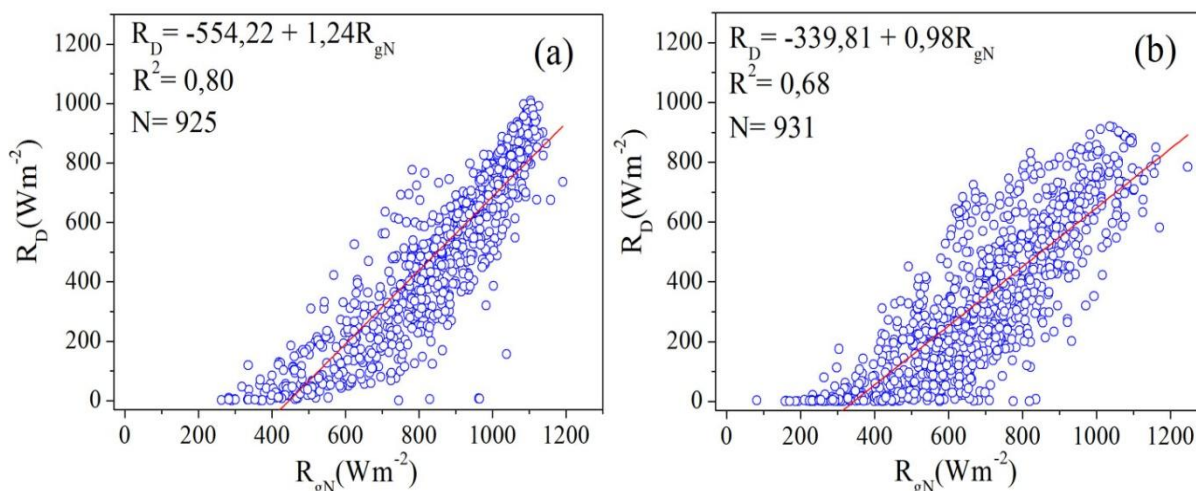 R_D = -554,22 + 1,24R_gN
(a)
R^2= 0,80
N= 925
R_D(Wm^-2)
1200
1000
800
600
400
200
0
0 200 400 600 800 1000 1200
R_gN(Wm^-2)
R_D = -339,81 + 0,98R_gN
(b)
R^2= 0,68
N= 931
R_D(Wm^-2)
1200
1000
800
600
400
200
0
0 200 400 600 800 1000 1200
R_gN(Wm^-2)